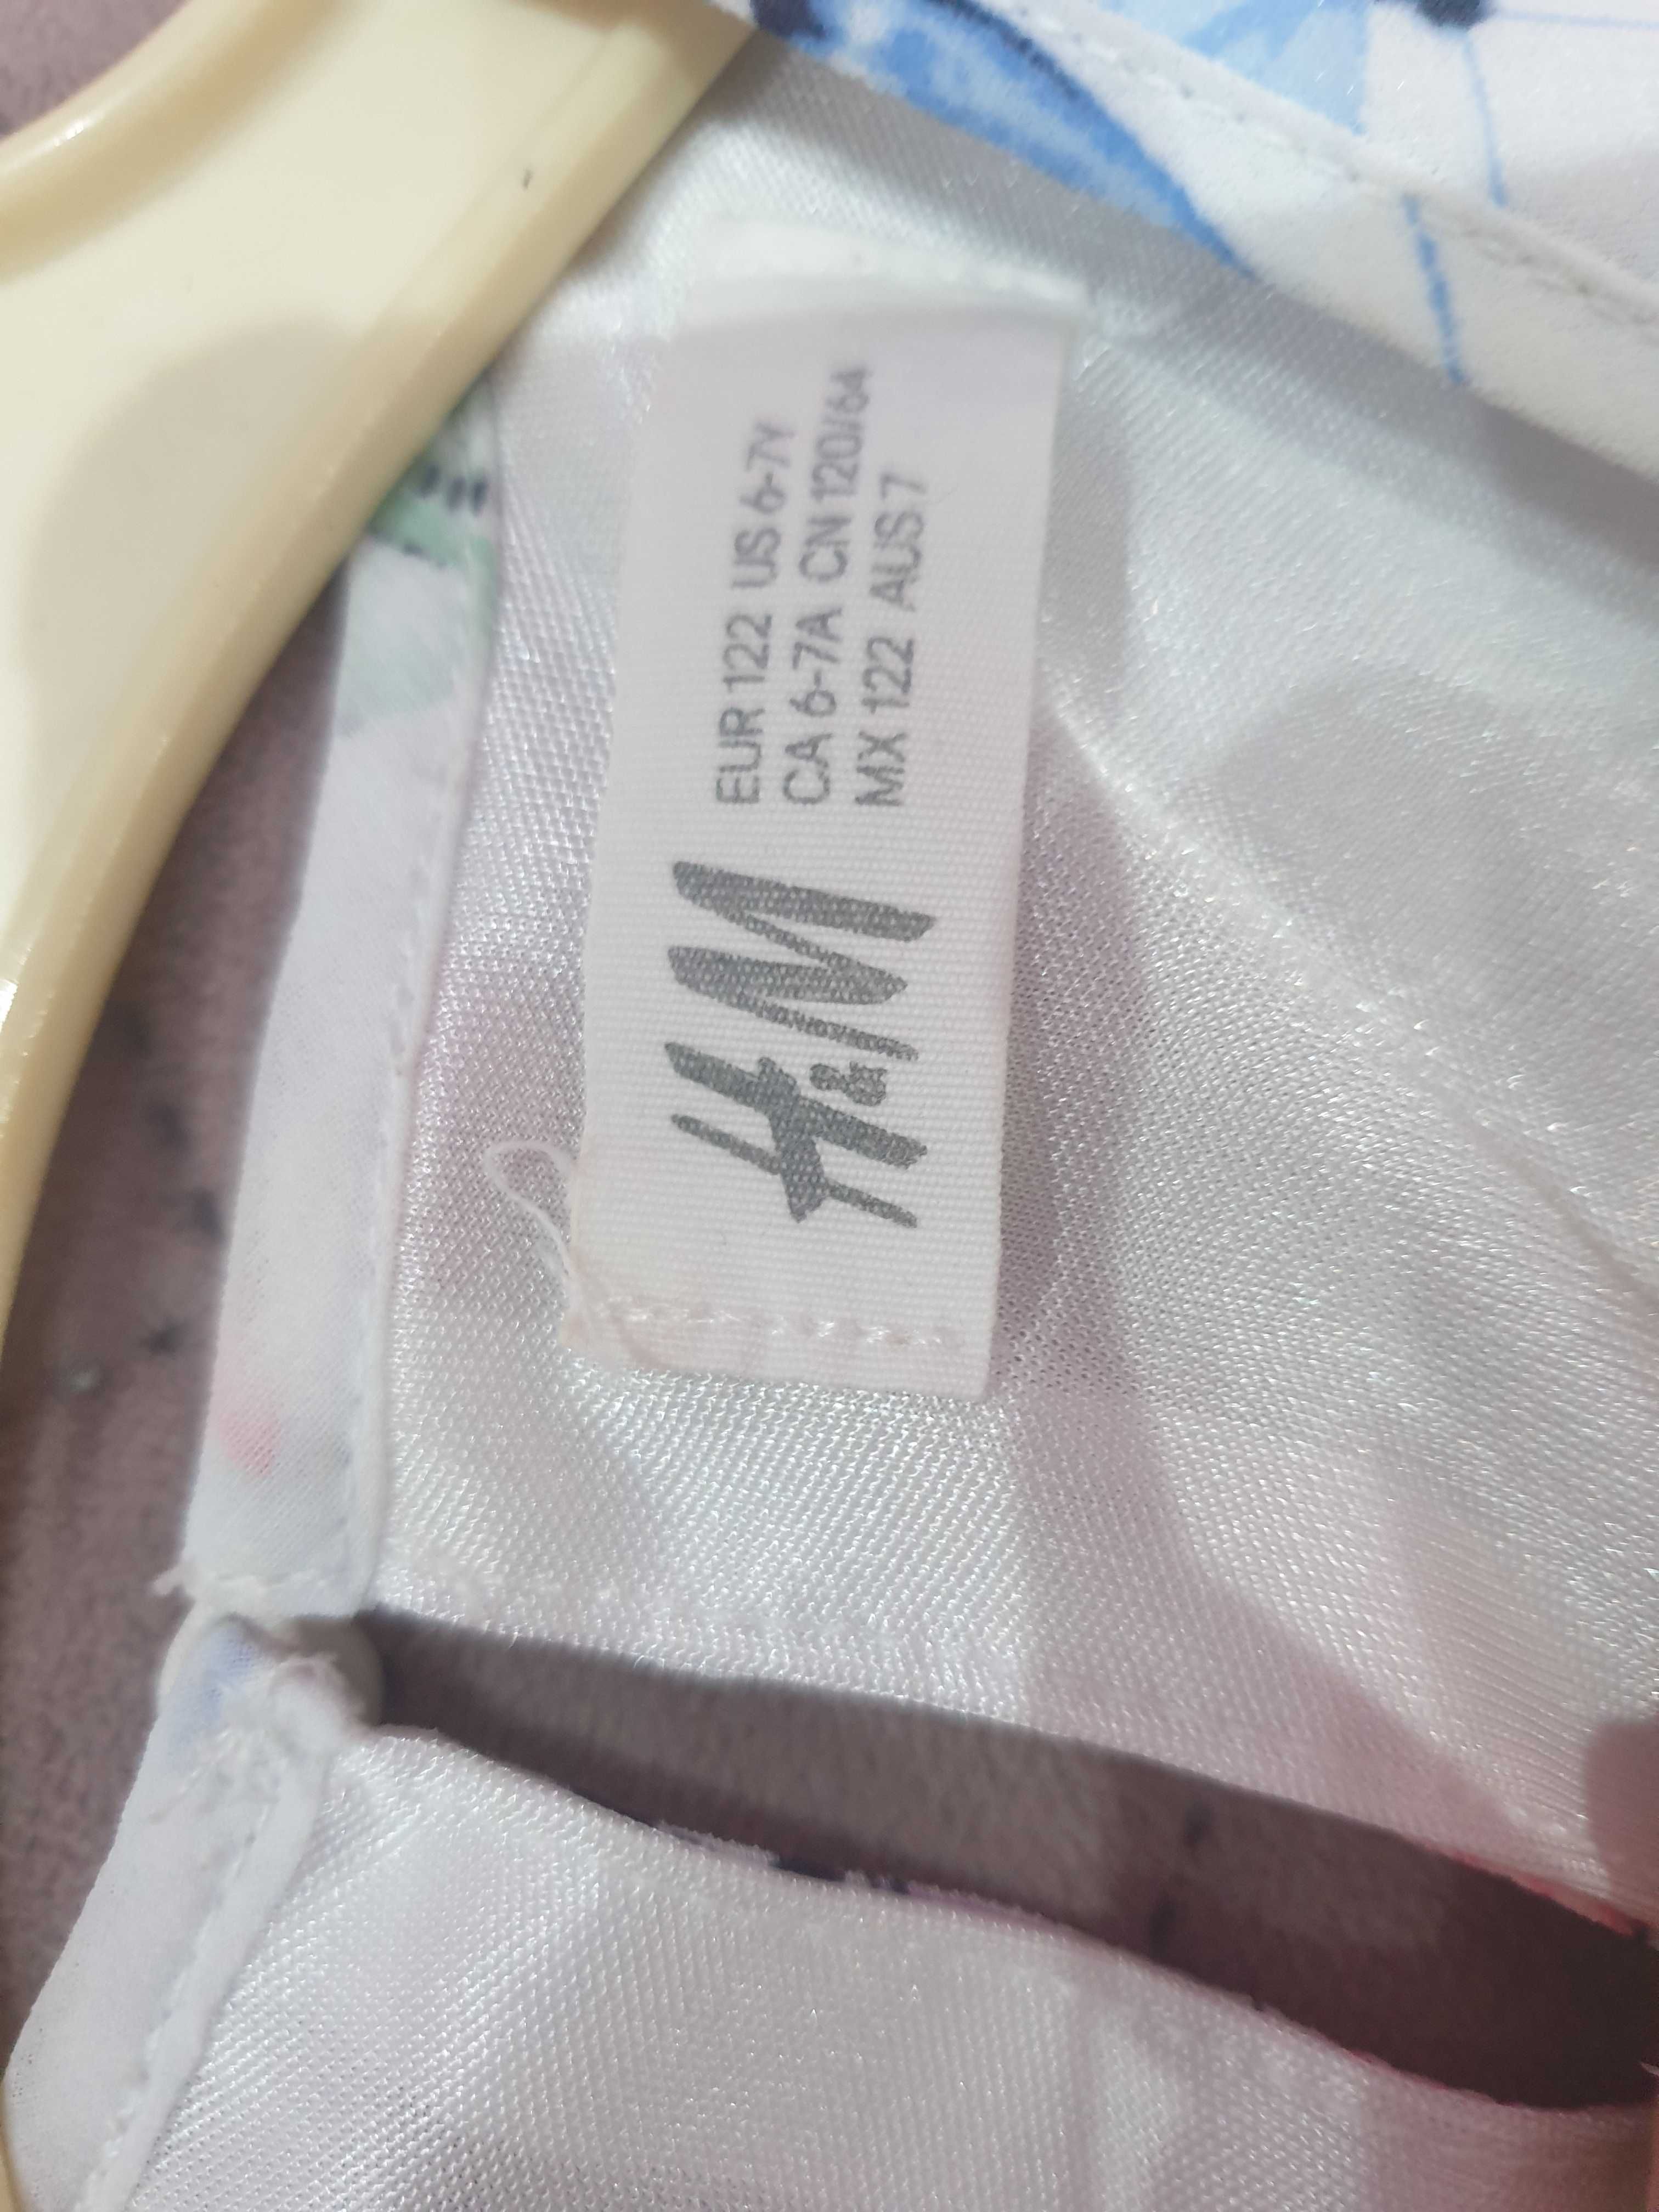 H&M
EUR 122 US 6-7Y
CA 6-7A CN 120/64
MX 122 AUS 7